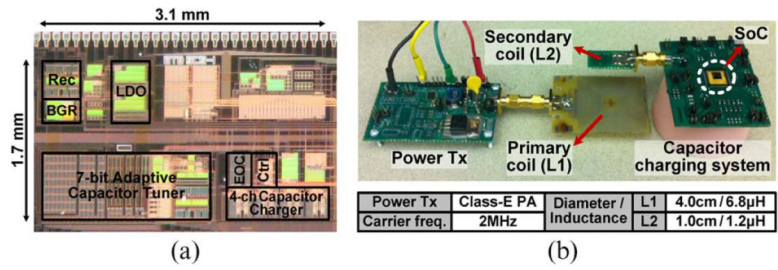 (a)
3.1 mm
1.7 mm
Rec
BGR
LDO
7-bit Adaptive
Capacitor Tuner
EOC
Ctrl
4-ch Capacitor
Charger
(b)
Secondary
coil (L2)
SoC
Power Tx
Primary
coil (L1)
Capacitor
charging system
Power Tx Class-E PA Diameter / Inductance L1 4.0cm / 6.8μH
Carrier freq. 2MHz L2 1.0cm / 1.2μH
(a) (b)